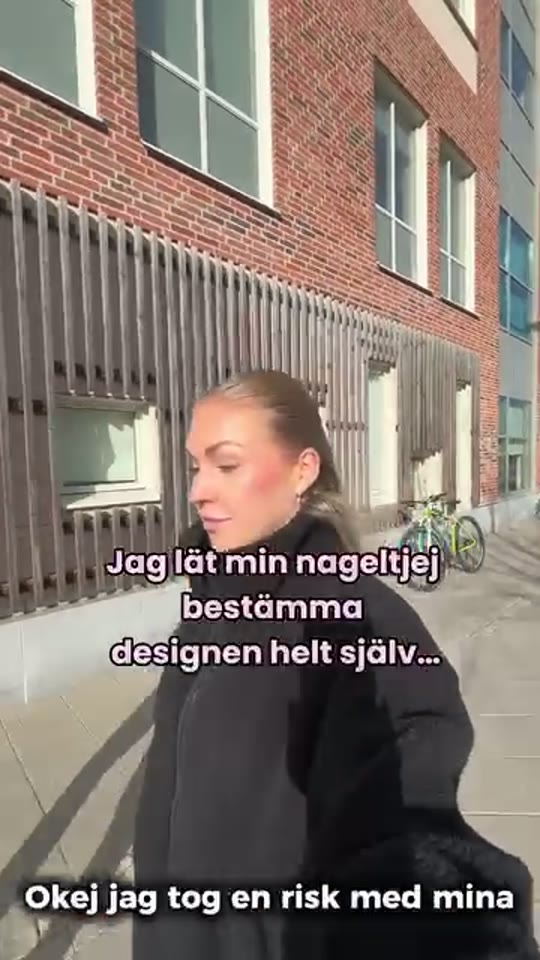 Jag lät min nageltjej
bestämma
designen helt själv...
Okej jag tog en risk med mina